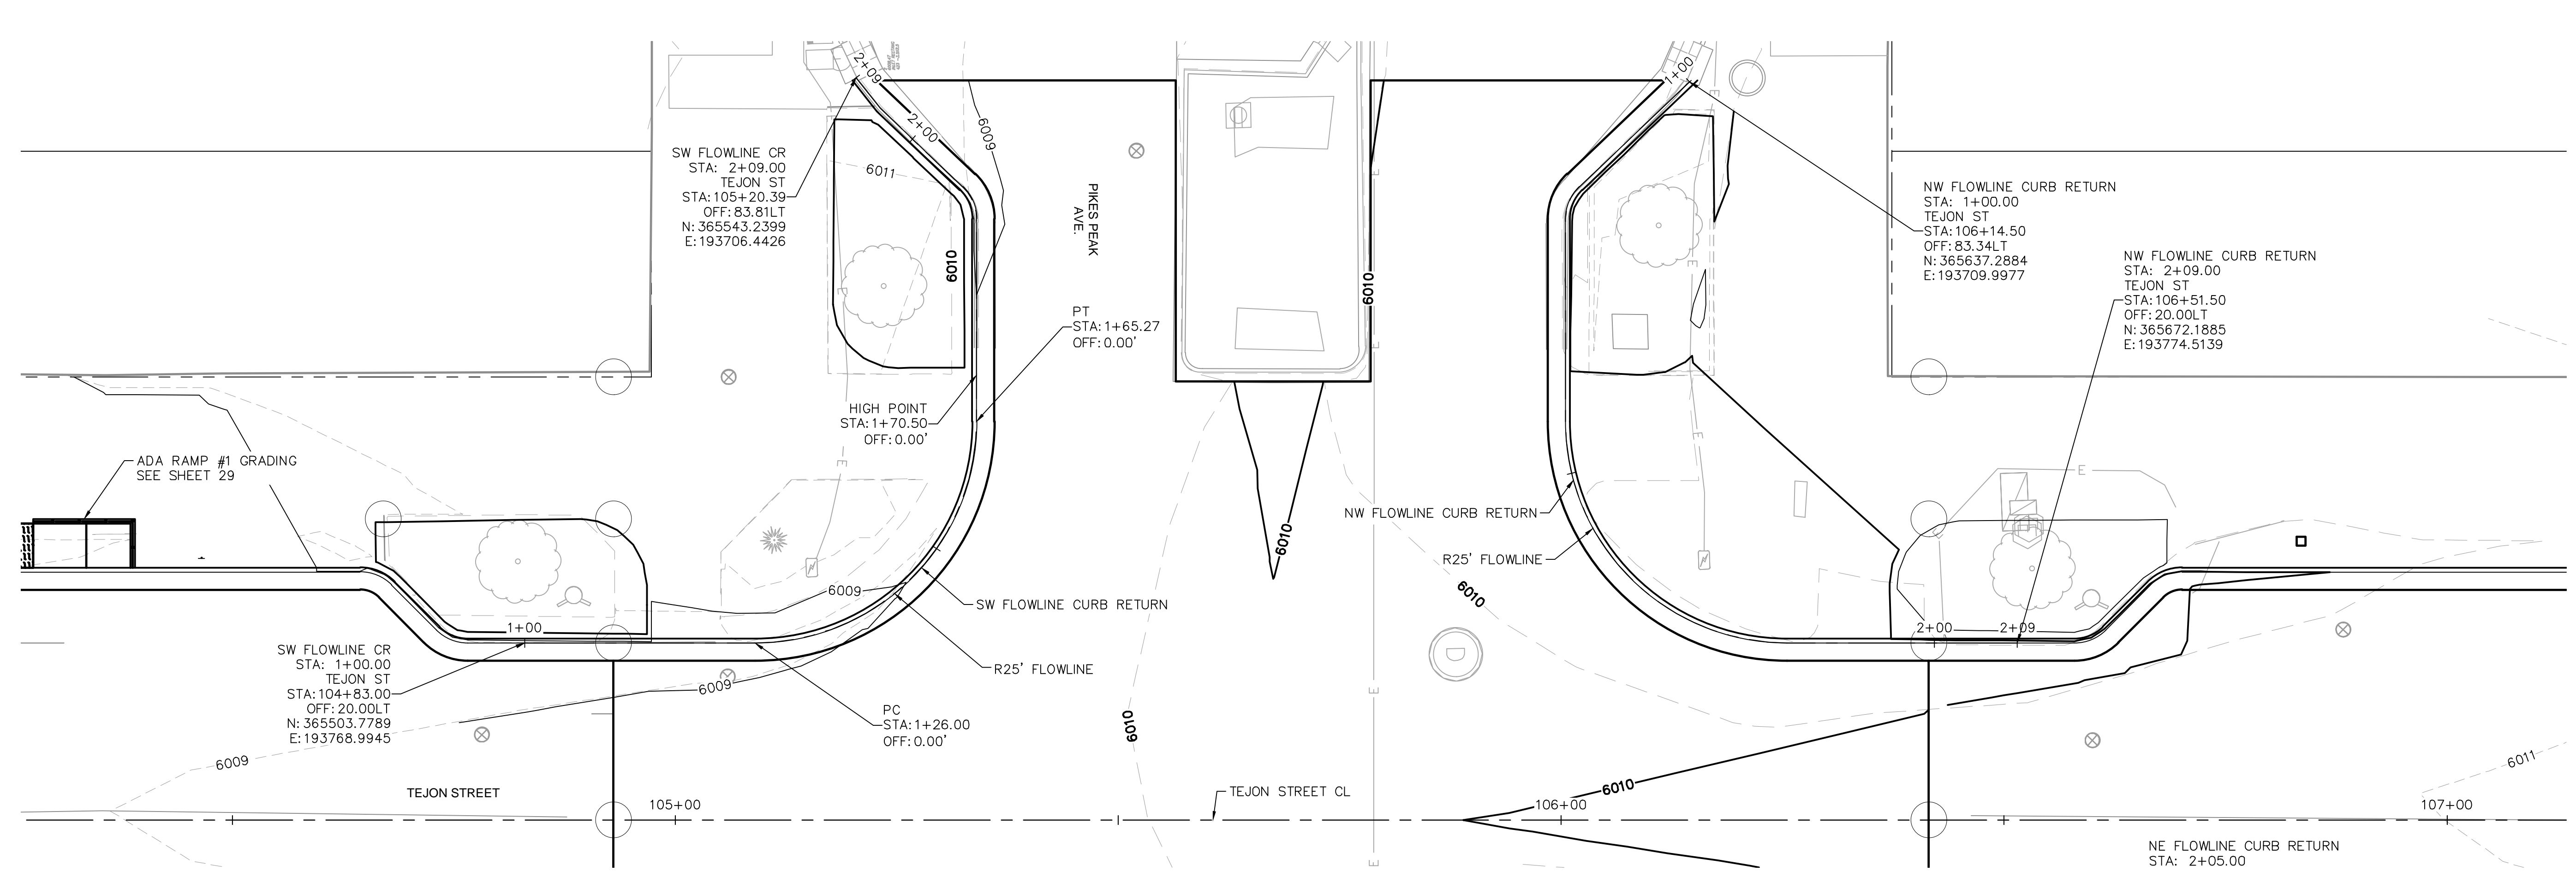 2+09
1+00
2+00
6009
6011
SW FLOWLINE CR
STA: 2+09.00
TEJON ST
STA:105+20.39
OFF:83.81LT
N:365543.2399
E:193706.4426
PIKES PEAK
AVE.
6010
6010
NW FLOWLINE CURB RETURN
STA: 1+00.00
TEJON ST
STA:106+14.50
OFF:83.34LT
N:365637.2884
E:193709.9977
NW FLOWLINE CURB RETURN
STA: 2+09.00
TEJON ST
STA:106+51.50
OFF:20.00LT
N:365672.1885
E:193774.5139
E
E
E
E
E
PT
STA:1+65.27
OFF:0.00'
HIGH POINT
STA:1+70.50
OFF:0.00'
ADA RAMP #1 GRADING
SEE SHEET 29
E
E
E
NW FLOWLINE CURB RETURN
R25' FLOWLINE
6010
6010
6009
SW FLOWLINE CURB RETURN
R25' FLOWLINE
1+00
2+00
2+09
SW FLOWLINE CR
STA: 1+00.00
TEJON ST
STA:104+83.00
OFF:20.00LT
N:365503.7789
E:193768.9945
6009
E
PC
STA:1+26.00
OFF:0.00'
6010
6009
6011
6010
TEJON STREET
105+00
TEJON STREET CL
106+00
107+00
E
NE FLOWLINE CURB RETURN
STA: 2+05.00